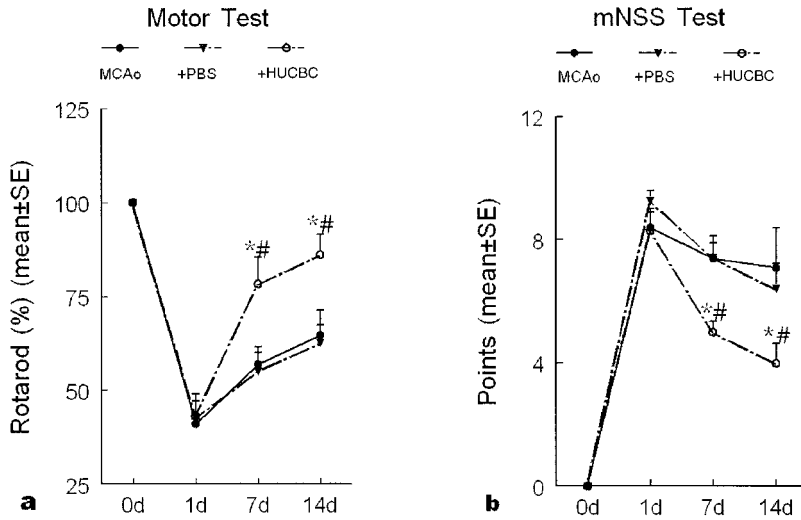 Motor Test
MCAo +PBS +HUCBC
Rotarod (%) (mean±SE)
125
100
75
50
25
*#
*#
0d 1d 7d 14d
a
mNSS Test
MCAo +PBS +HUCBC
Points (mean±SE)
12
8
4
0
*#
*#
0d 1d 7d 14d
b